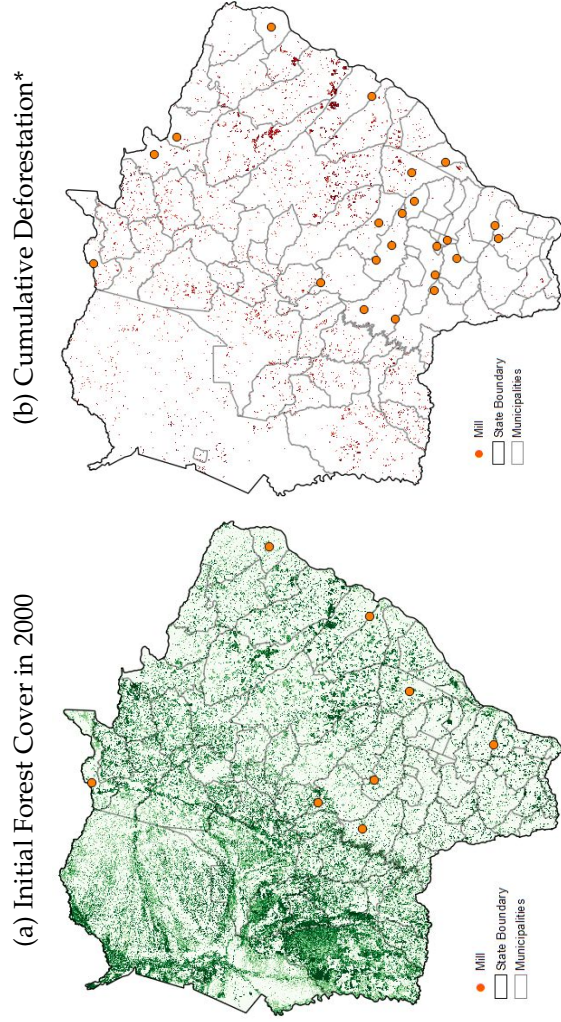 (a) Initial Forest Cover in 2000
Mill
State Boundary
Municipalities
(b) Cumulative Deforestation*
Mill
State Boundary
Municipalities